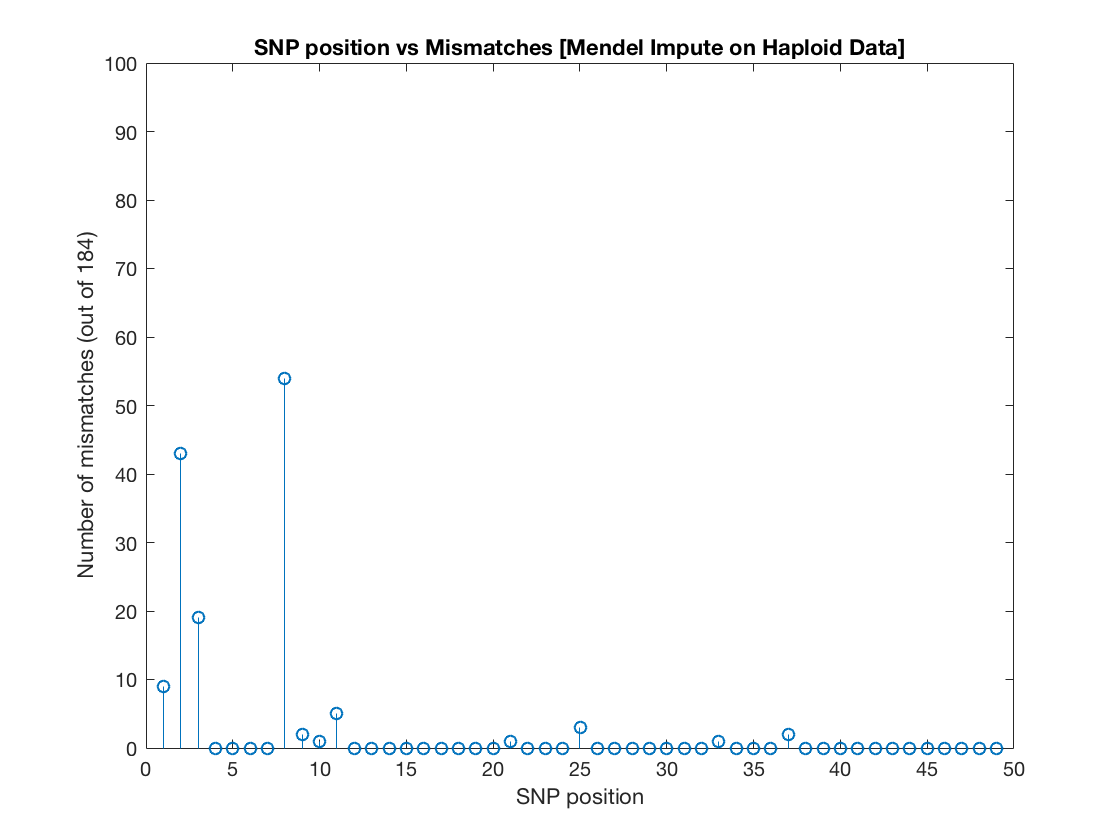 SNP position vs Mismatches [Mendel Impute on Haploid Data]
100
90
80
70
60
50
40
30
20
10
0
Number of mismatches (out of 184)
0 5 10 15 20 25 30 35 40 45 50
SNP position